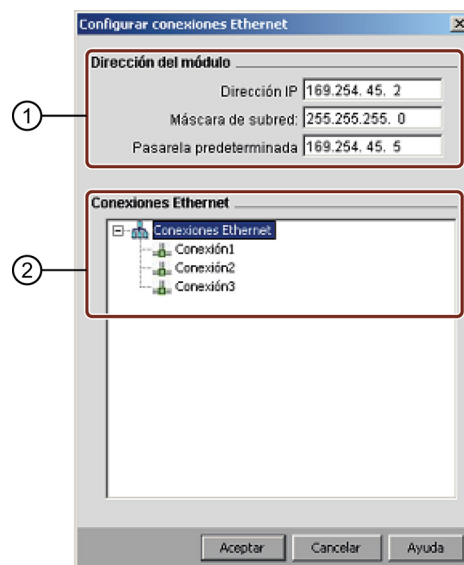 Configurar conexiones Ethernet
Dirección del módulo
Dirección IP 169.254. 45. 2
Máscara de subred: 255.255.255. 0
Pasarela predeterminada 169.254. 45. 5
1
Conexiones Ethernet
Conexiones Ethernet
Conexión1
Conexión2
Conexión3
2
Aceptar Cancelar Ayuda